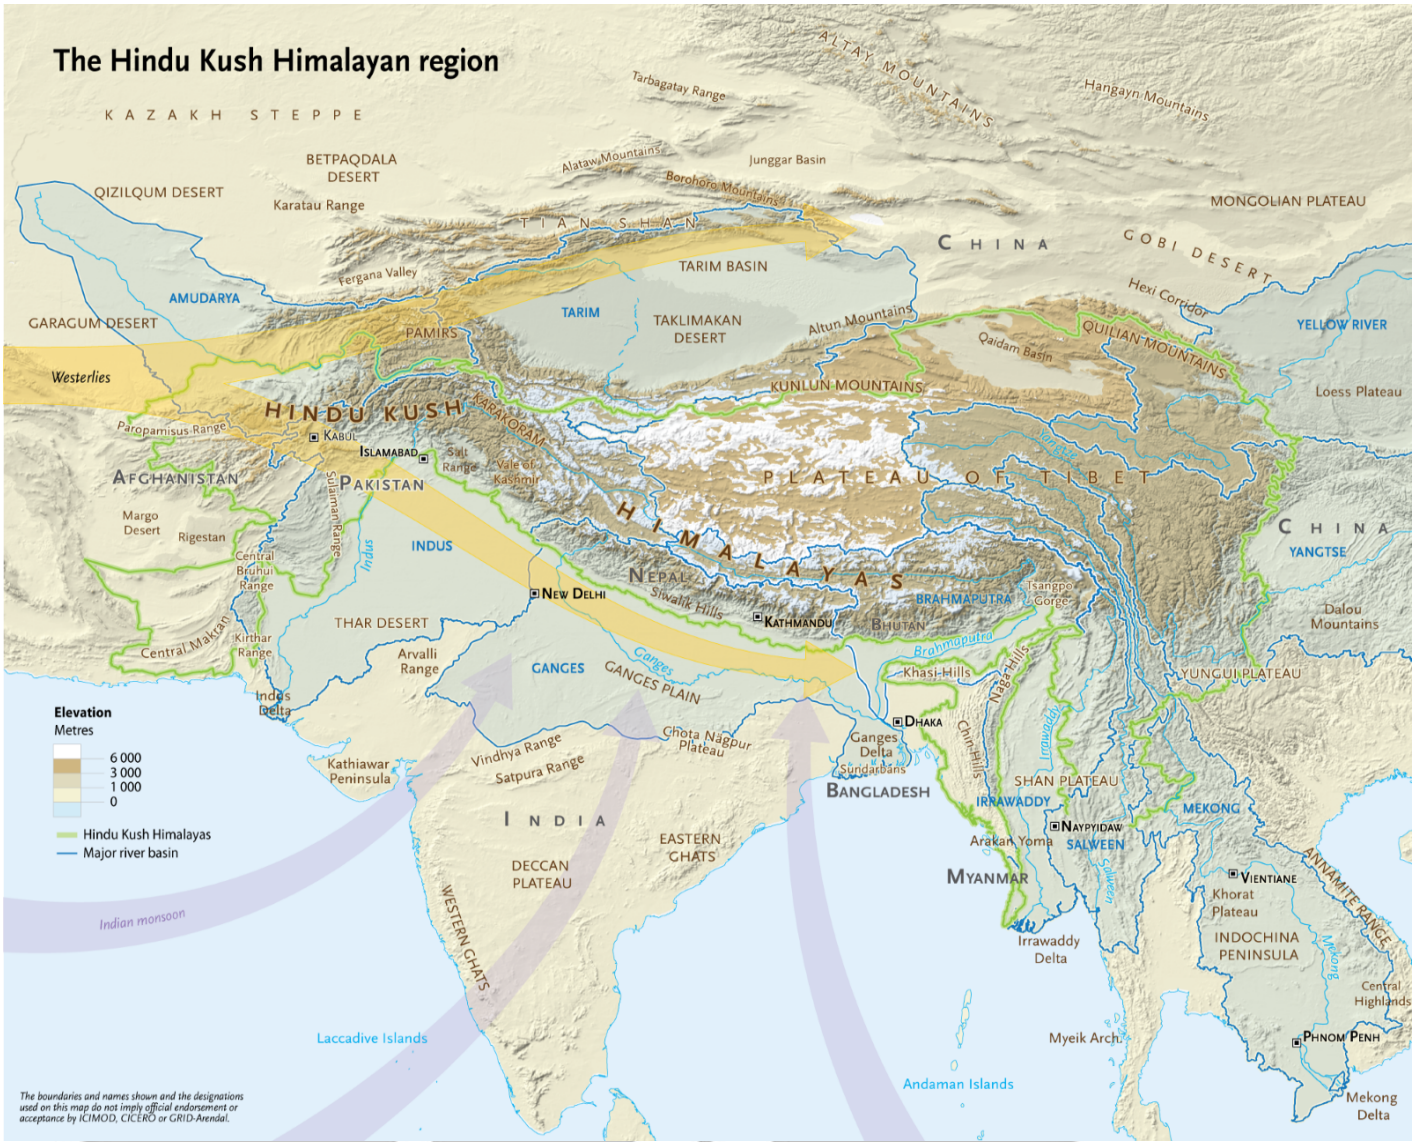 The Hindu Kush Himalayan region
KAZAKH STEPPE
ALTAY MOUNTAINS
Tarbagatay Range
Hangayn Mountains
BETPAQDALA
DESERT
Alataw Mountains
Junggar Basin
QIZILQUM DESERT
Karatau Range
Borohoro Mountains
MONGOLIAN PLATEAU
TIAN SHAN
CHINA
GOBI DESERT
Fergana Valley
TARIM BASIN
AMUDARYA
Hexi Corridor
GARAGUM DESERT
PAMIRS
TARIM
TAKLIMAKAN
DESERT
Altun Mountains
Qaidam Basin
QUILIAN MOUNTAINS
YELLOW RIVER
Westerlies
KUNLUN MOUNTAINS
Loess Plateau
HINDU KUSH
KARAKORAM
Paropamisus Range
KABUL
ISLAMABAD
Salt
Range
Vale of
Kashmir
Yangtse
AFGHANISTAN
PAKISTAN
PLATEAU OF TIBET
Sulaiman Range
Margo
Desert
Rigestan
HIMALAYAS
CHINA
Indus
INDUS
YANGTSE
Central
Bruhui
Range
NEPAL
NEW DELHI
Siwalik Hills
BRAHMAPUTRA
Tsangpo
Gorge
THAR DESERT
KATHMANDU
BHUTAN
Dalou
Mountains
Central Makran
Kirthar
Range
Brahmaputra
Arvalli
Range
GANGES
Ganges
GANGES PLAIN
Khasi-Hills
Naga Hills
YUNGUI PLATEAU
Indus
Delta
DHAKA
Irrawaddy
Elevation
Metres
6 000
3 000
1 000
0
Hindu Kush Himalayas
Major river basin
Vindhya Range
Satpura Range
Chota Nagpur
Plateau
Ganges
Delta
Sundarbans
Chin Hills
Kathiawar
Peninsula
BANGLADESH
SHAN PLATEAU
IRRAWADDY
MEKONG
INDIA
NAYPYIDAW
SALWEEN
EASTERN
GHATS
Arakan Yoma
DECCAN
PLATEAU
MYANMAR
Salween
VIENTIANE
ANNAMITE RANGE
Khorat
Plateau
WESTERN GHATS
Indian monsoon
Irrawaddy
Delta
INDOCHINA
PENINSULA
Mekong
Central
Highlands
Laccadive Islands
Myeik Arch.
PHNOM PENH
Andaman Islands
Mekong
Delta
The boundaries and names shown and the designations
used on this map do not imply official endorsement or
acceptance by ICIMOD, CICERO or GRID-Arendal.